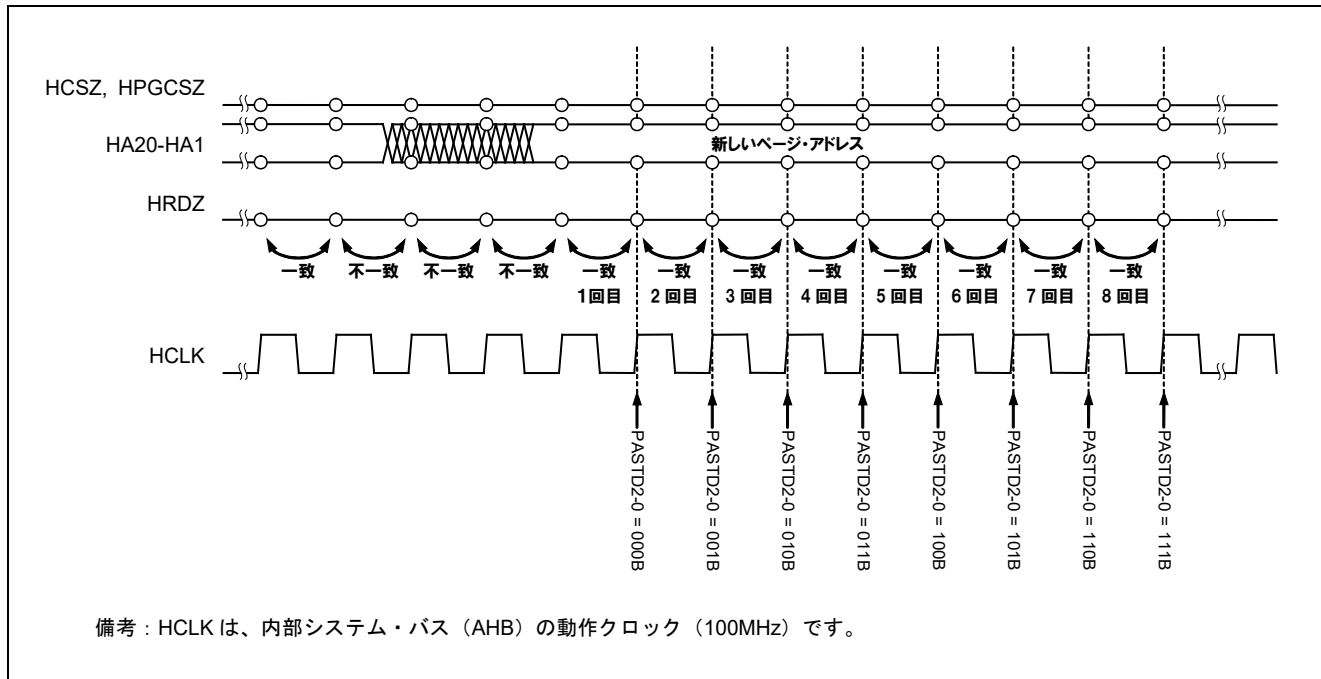 HCSZ, HPGCSZ
HA20-HA1
新しいページ・アドレス
HRDZ
一致 不一致 不一致 不一致 一致 一致 一致 一致 一致 一致 一致 一致
1回目 2回目 3回目 4回目 5回目 6回目 7回目 8回目
HCLK
PASTD2-0 = 000B
PASTD2-0 = 001B
PASTD2-0 = 010B
PASTD2-0 = 011B
PASTD2-0 = 100B
PASTD2-0 = 101B
PASTD2-0 = 110B
PASTD2-0 = 111B
備考：HCLK は、内部システム・バス（AHB）の動作クロック（100MHz）です。